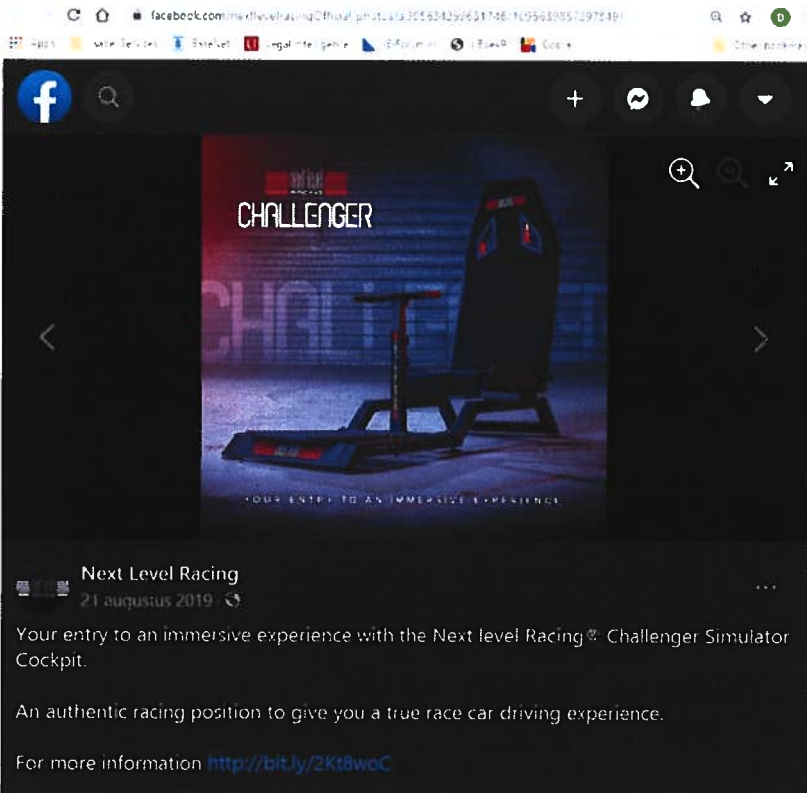 facebook.com
Apps
CHALLENGER
YOUR ENTRY TO AN IMMERSIVE EXPERIENCE
Next Level Racing
21 augustus 2019
Your entry to an immersive experience with the Next level Racing® Challenger Simulator
Cockpit.
An authentic racing position to give you a true race car driving experience.
For more information http://bit.ly/2Kt8woC